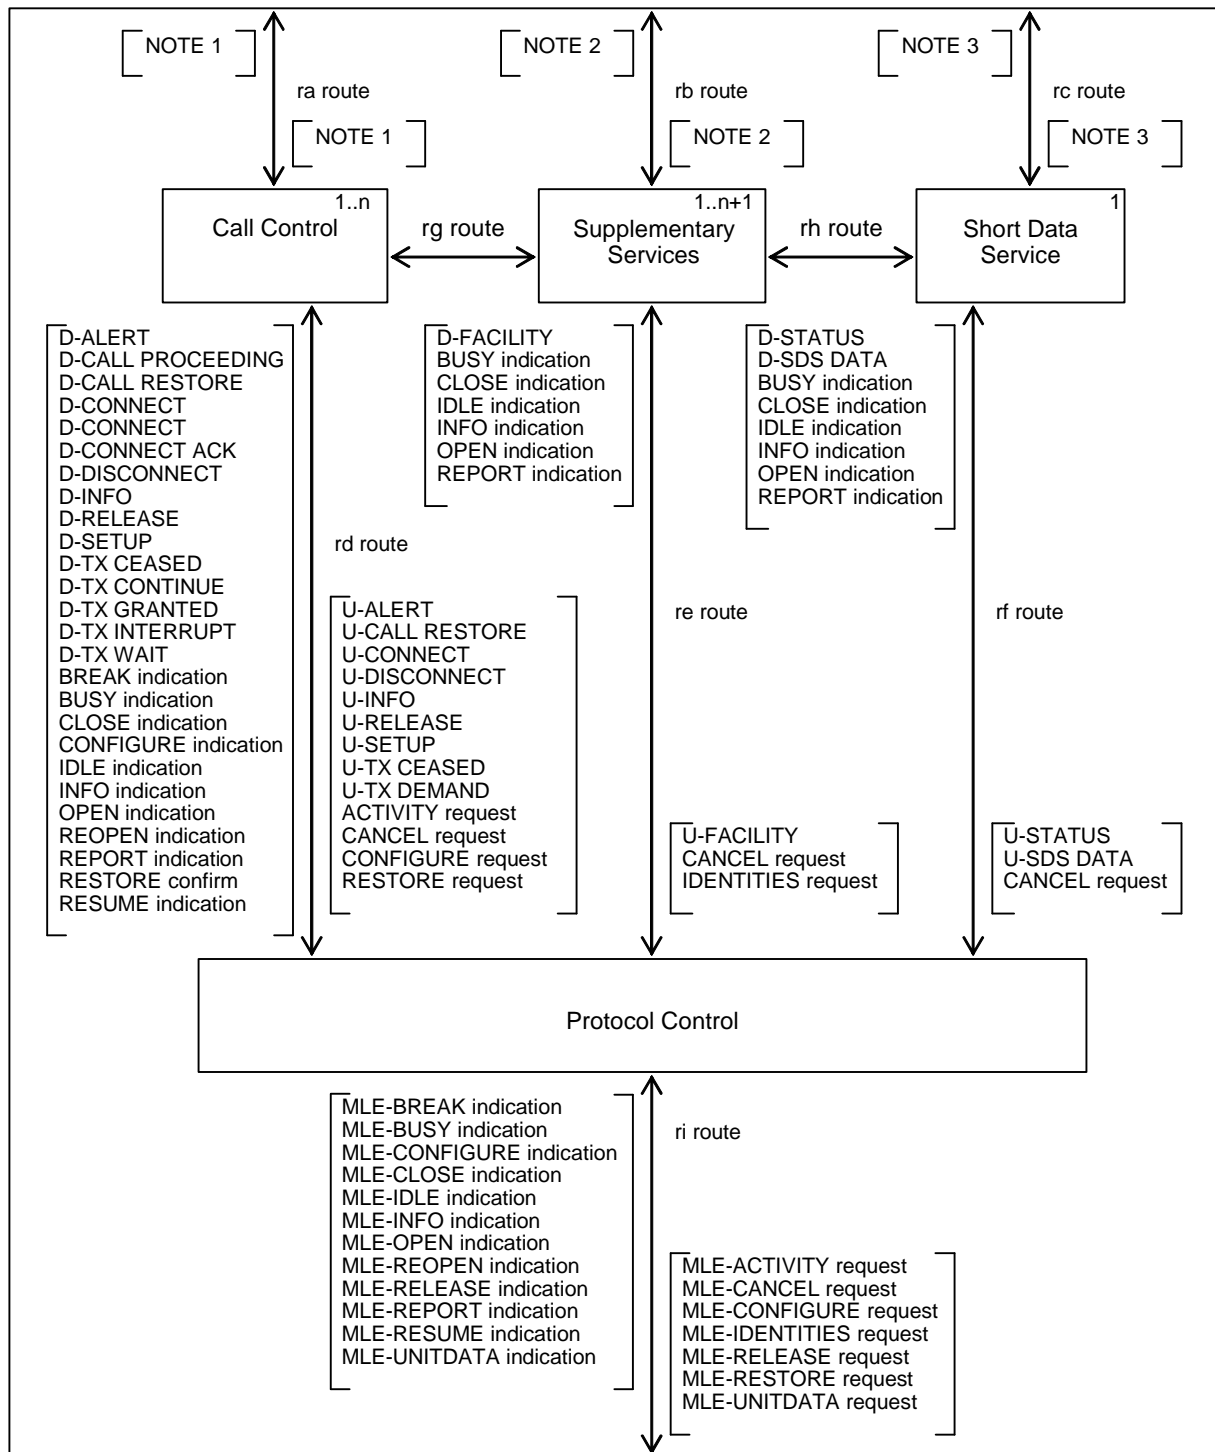 NOTE 1
NOTE 2
NOTE 3
ra route
rb route
rc route
NOTE 1
NOTE 2
NOTE 3
1..n
Call Control
rg route
1..n+1
Supplementary
Services
rh route
1
Short Data
Service
D-ALERT
D-CALL PROCEEDING
D-CALL RESTORE
D-CONNECT
D-CONNECT
D-CONNECT ACK
D-DISCONNECT
D-INFO
D-RELEASE
D-SETUP
D-TX CEASED
D-TX CONTINUE
D-TX GRANTED
D-TX INTERRUPT
D-TX WAIT
BREAK indication
BUSY indication
CLOSE indication
CONFIGURE indication
IDLE indication
INFO indication
OPEN indication
REOPEN indication
REPORT indication
RESTORE confirm
RESUME indication
rd route
U-ALERT
U-CALL RESTORE
U-CONNECT
U-DISCONNECT
U-INFO
U-RELEASE
U-SETUP
U-TX CEASED
U-TX DEMAND
ACTIVITY request
CANCEL request
CONFIGURE request
RESTORE request
D-FACILITY
BUSY indication
CLOSE indication
IDLE indication
INFO indication
OPEN indication
REPORT indication
re route
U-FACILITY
CANCEL request
IDENTITIES request
D-STATUS
D-SDS DATA
BUSY indication
CLOSE indication
IDLE indication
INFO indication
OPEN indication
REPORT indication
rf route
U-STATUS
U-SDS DATA
CANCEL request
Protocol Control
MLE-BREAK indication
MLE-BUSY indication
MLE-CONFIGURE indication
MLE-CLOSE indication
MLE-IDLE indication
MLE-INFO indication
MLE-OPEN indication
MLE-REOPEN indication
MLE-RELEASE indication
MLE-REPORT indication
MLE-RESUME indication
MLE-UNITDATA indication
ri route
MLE-ACTIVITY request
MLE-CANCEL request
MLE-CONFIGURE request
MLE-IDENTITIES request
MLE-RELEASE request
MLE-RESTORE request
MLE-UNITDATA request